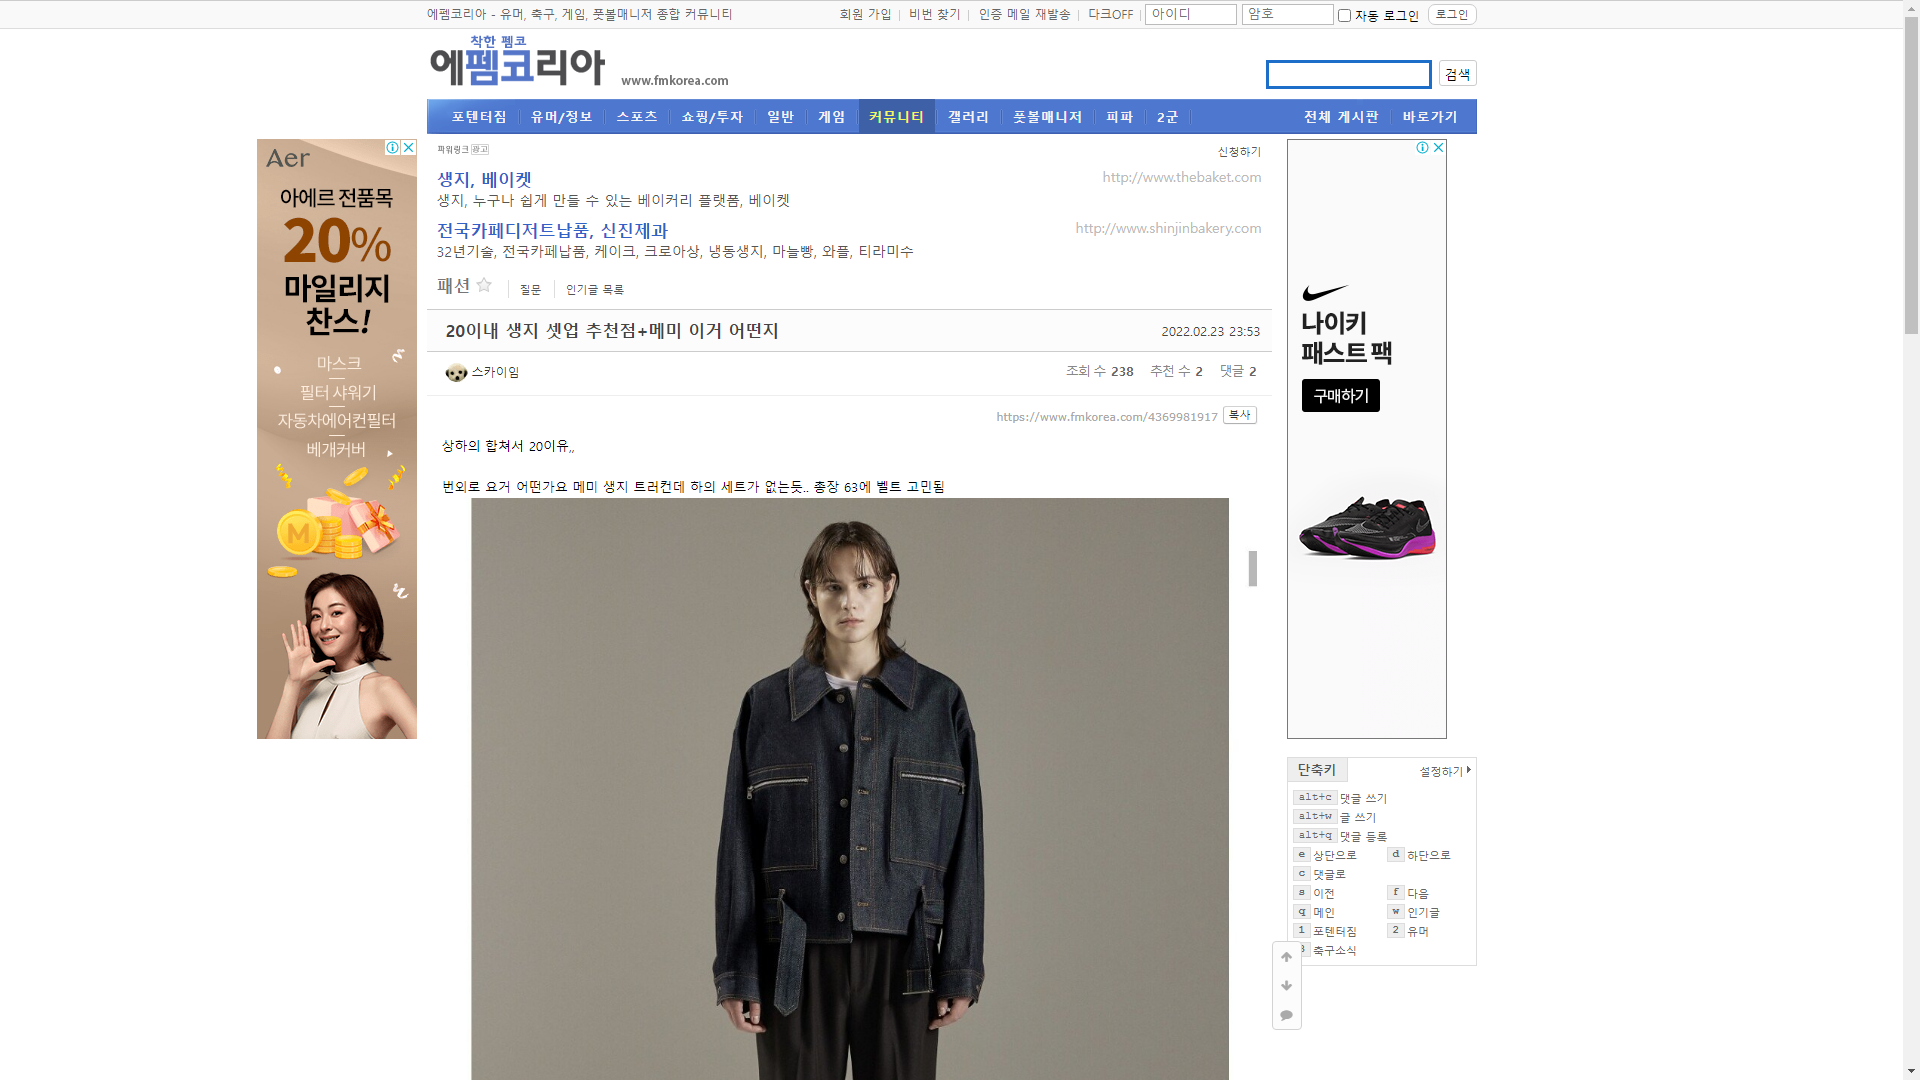 에펨코리아 - 유머, 축구, 게임, 풋볼매니저 종합 커뮤니티
회원 가입
비번 찾기
인증 메일 재발송
다크OFF
아이디
암호
자동 로그인
로그인
착한 펨코
에펨코리아
www.fmkorea.com
검색
포텐터짐
유머/정보
스포츠
쇼핑/투자
일반
게임
커뮤니티
갤러리
풋볼매니저
피파
2군
전체 게시판
바로가기
Aer
아에르 전품목
20%
마일리지
찬스!
마스크
필터 샤워기
자동차에어컨필터
베개커버
M
파워링크 광고
신청하기
생지, 베이켓
http://www.thebaket.com
생지, 누구나 쉽게 만들 수 있는 베이커리 플랫폼, 베이켓
전국카페디저트납품, 신진제과
http://www.shinjinbakery.com
32년기술, 전국카페납품, 케이크, 크로아상, 냉동생지, 마늘빵, 와플, 티라미수
패션
질문
인기글 목록
20이내 생지 셋업 추천점+메미 이거 어떤지
2022.02.23 23:53
스카이임
조회 수 238
추천 수 2
댓글 2
https://www.fmkorea.com/4369981917
복사
상하의 합쳐서 20이유,,
번외로 요거 어떤가요 메미 생지 트러컨데 하의 세트가 없는듯.. 총장 63에 벨트 고민됨
나이키
패스트 팩
구매하기
단축키
설정하기
alt+c 댓글 쓰기
alt+w 글 쓰기
alt+q 댓글 등록
e 상단으로
d 하단으로
c 댓글로
s 이전
f 다음
q 메인
w 인기글
1 포텐터짐
2 유머
3 축구소식